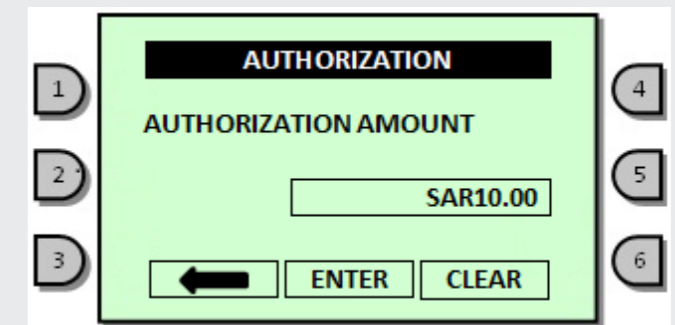 AUTHORIZATION
1
4
AUTHORIZATION AMOUNT
2
5
SAR10.00
3
ENTER
CLEAR
6